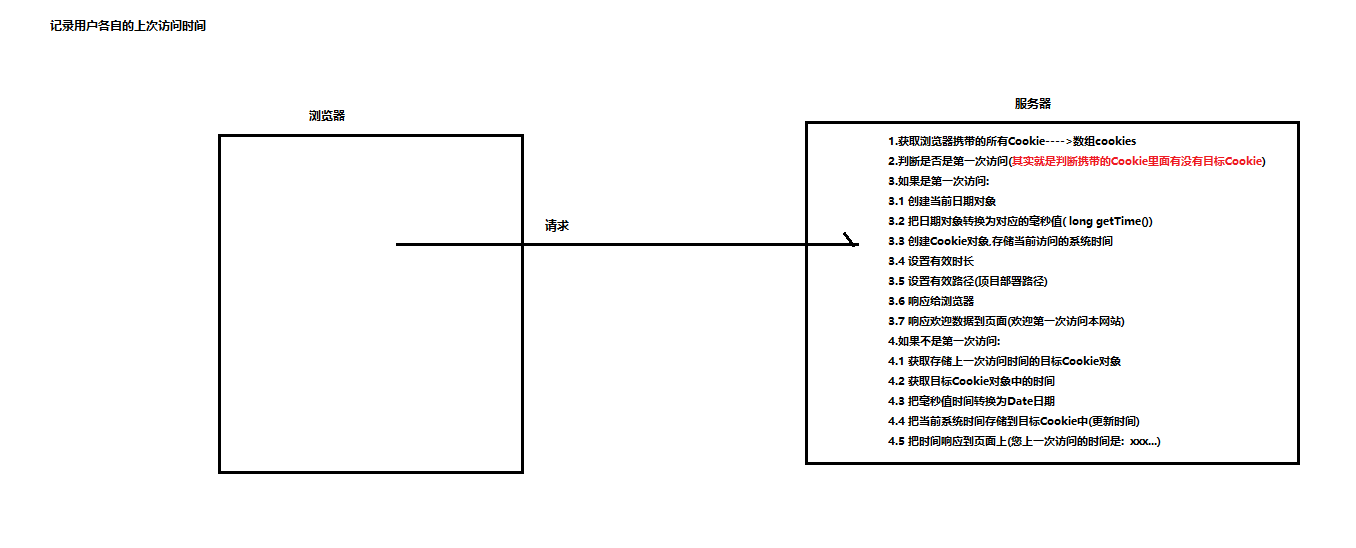 记录用户各自的上次访问时间
浏览器
服务器
请求
1.获取浏览器携带的所有Cookie---->数组cookies
2.判断是否是第一次访问(其实就是判断携带的Cookie里面有没有目标Cookie)
3.如果是第一次访问:
3.1 创建当前日期对象
3.2 把日期对象转换为对应的毫秒值( long getTime())
3.3 创建Cookie对象,存储当前访问的系统时间
3.4 设置有效时长
3.5 设置有效路径(项目部署路径)
3.6 响应给浏览器
3.7 响应欢迎数据到页面(欢迎第一次访问本网站)
4.如果不是第一次访问:
4.1 获取存储上一次访问时间的目标Cookie对象
4.2 获取目标Cookie对象中的时间
4.3 把毫秒值时间转换为Date日期
4.4 把当前系统时间存储到目标Cookie中(更新时间)
4.5 把时间响应到页面上(您上一次访问的时间是: xxx...)